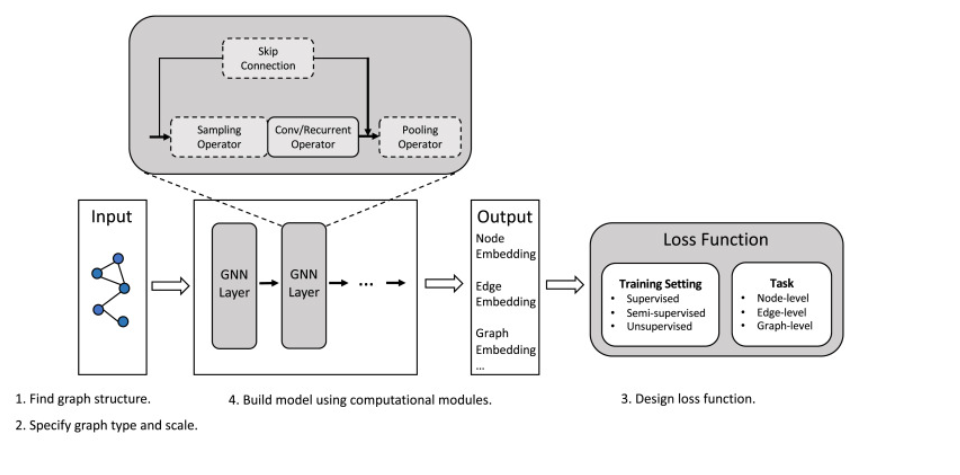 Skip
Connection
Sampling
Operator
Conv/Recurrent
Operator
Pooling
Operator
Input
GNN
Layer
GNN
Layer
...
Output
Node
Embedding
Edge
Embedding
Graph
Embedding
...
Loss Function
Training Setting
• Supervised
• Semi-supervised
• Unsupervised
Task
• Node-level
• Edge-level
• Graph-level
1. Find graph structure.
2. Specify graph type and scale.
4. Build model using computational modules.
3. Design loss function.